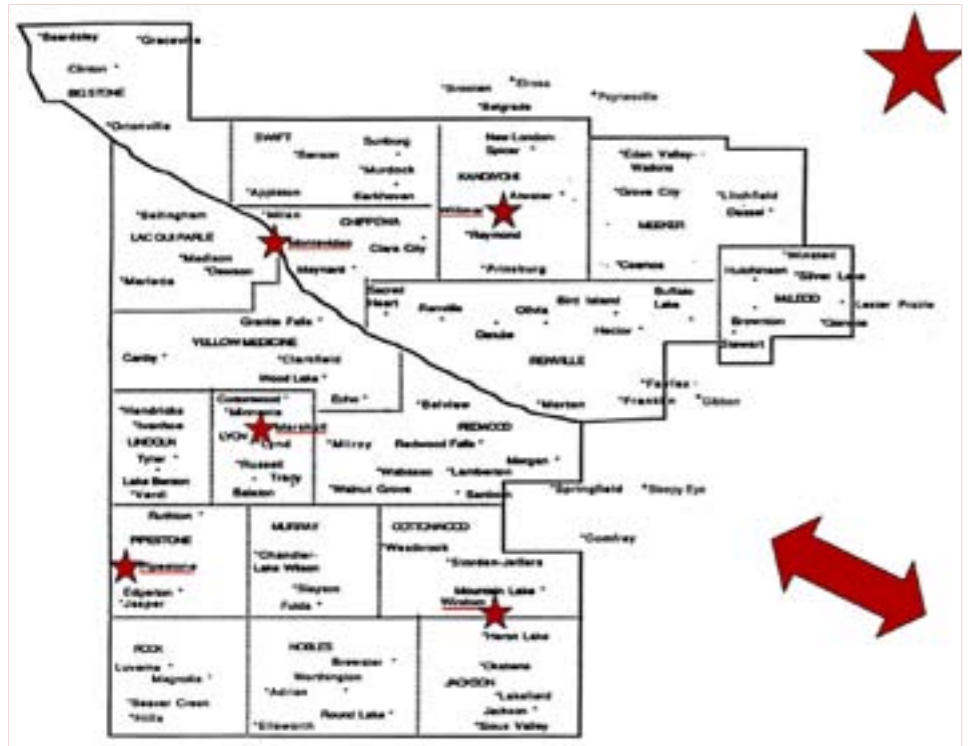 Beardsley
Graceville
Clinton
BIG STONE
Ortonville
Brooten
Elrosa
Belgrade
Paynesville
SWIFT
Sunburg
Benson
Murdock
Appleton
Kerkhoven
New London-
Spicer
KANDIYOHI
Atwater
Willmar
Raymond
Prinsburg
Eden Valley-
Watkins
Grove City
Litchfield
Dassel
MEEKER
Cosmos
Bellingham
LAC QUI PARLE
Madison
Dawson
Marietta
Milan
CHIPPEWA
Montevideo
Clara City
Maynard
Winsted
Hutchinson
Silver Lake
McLEOD
Lester Prairie
Brownton
Glencoe
Stewart
Sacred
Heart
Renville
Danube
Olivia
Bird Island
Hector
Buffalo
Lake
RENVILLE
Fairfax
Franklin
Gibbon
Morton
Granite Falls
YELLOW MEDICINE
Canby
Clarkfield
Wood Lake
Echo
Hendricks
Ivanhoe
LINCOLN
Tyler
Lake Benton
Verdi
Cottonwood
Minneota
Marshall
LYON
Lynd
Russell
Tracy
Balaton
Belview
REDWOOD
Milroy
Redwood Falls
Morgan
Wabasso
Lamberton
Walnut Grove
Sanborn
Springfield
Sleepy Eye
Comfrey
Ruthton
PIPESTONE
Pipestone
Edgerton
Jasper
MURRAY
Chandler-
Lake Wilson
Slayton
Fulda
COTTONWOOD
Westbrook
Storden-Jeffers
Mountain Lake
Windom
ROCK
Luverne
Magnolia
Beaver Creek
Hills
NOBLES
Brewster
Worthington
Adrian
Round Lake
Ellsworth
Heron Lake
Okabena
JACKSON
Lakefield
Jackson
Sioux Valley